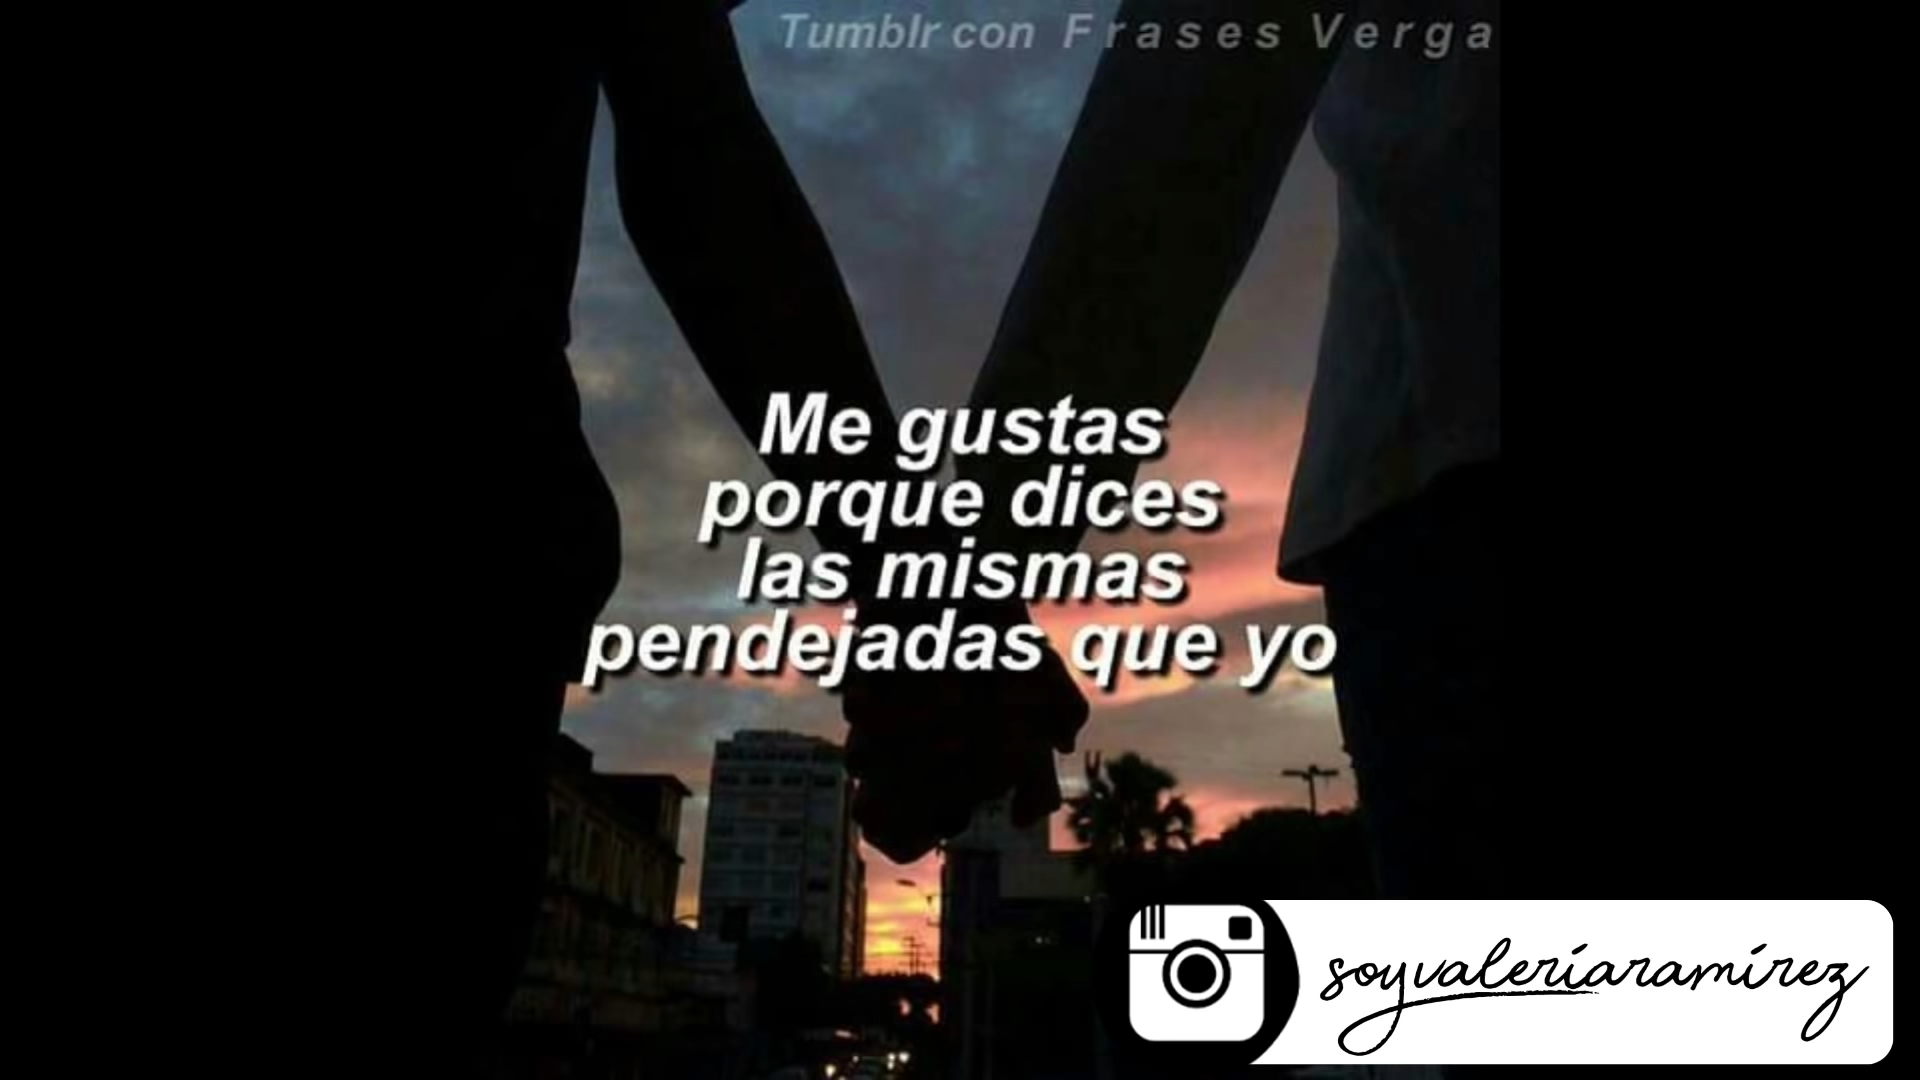 Tumblr con Frases Verga
Me gustas
porque dices
las mismas
pendejadas que yo
soyvaleriaramirez